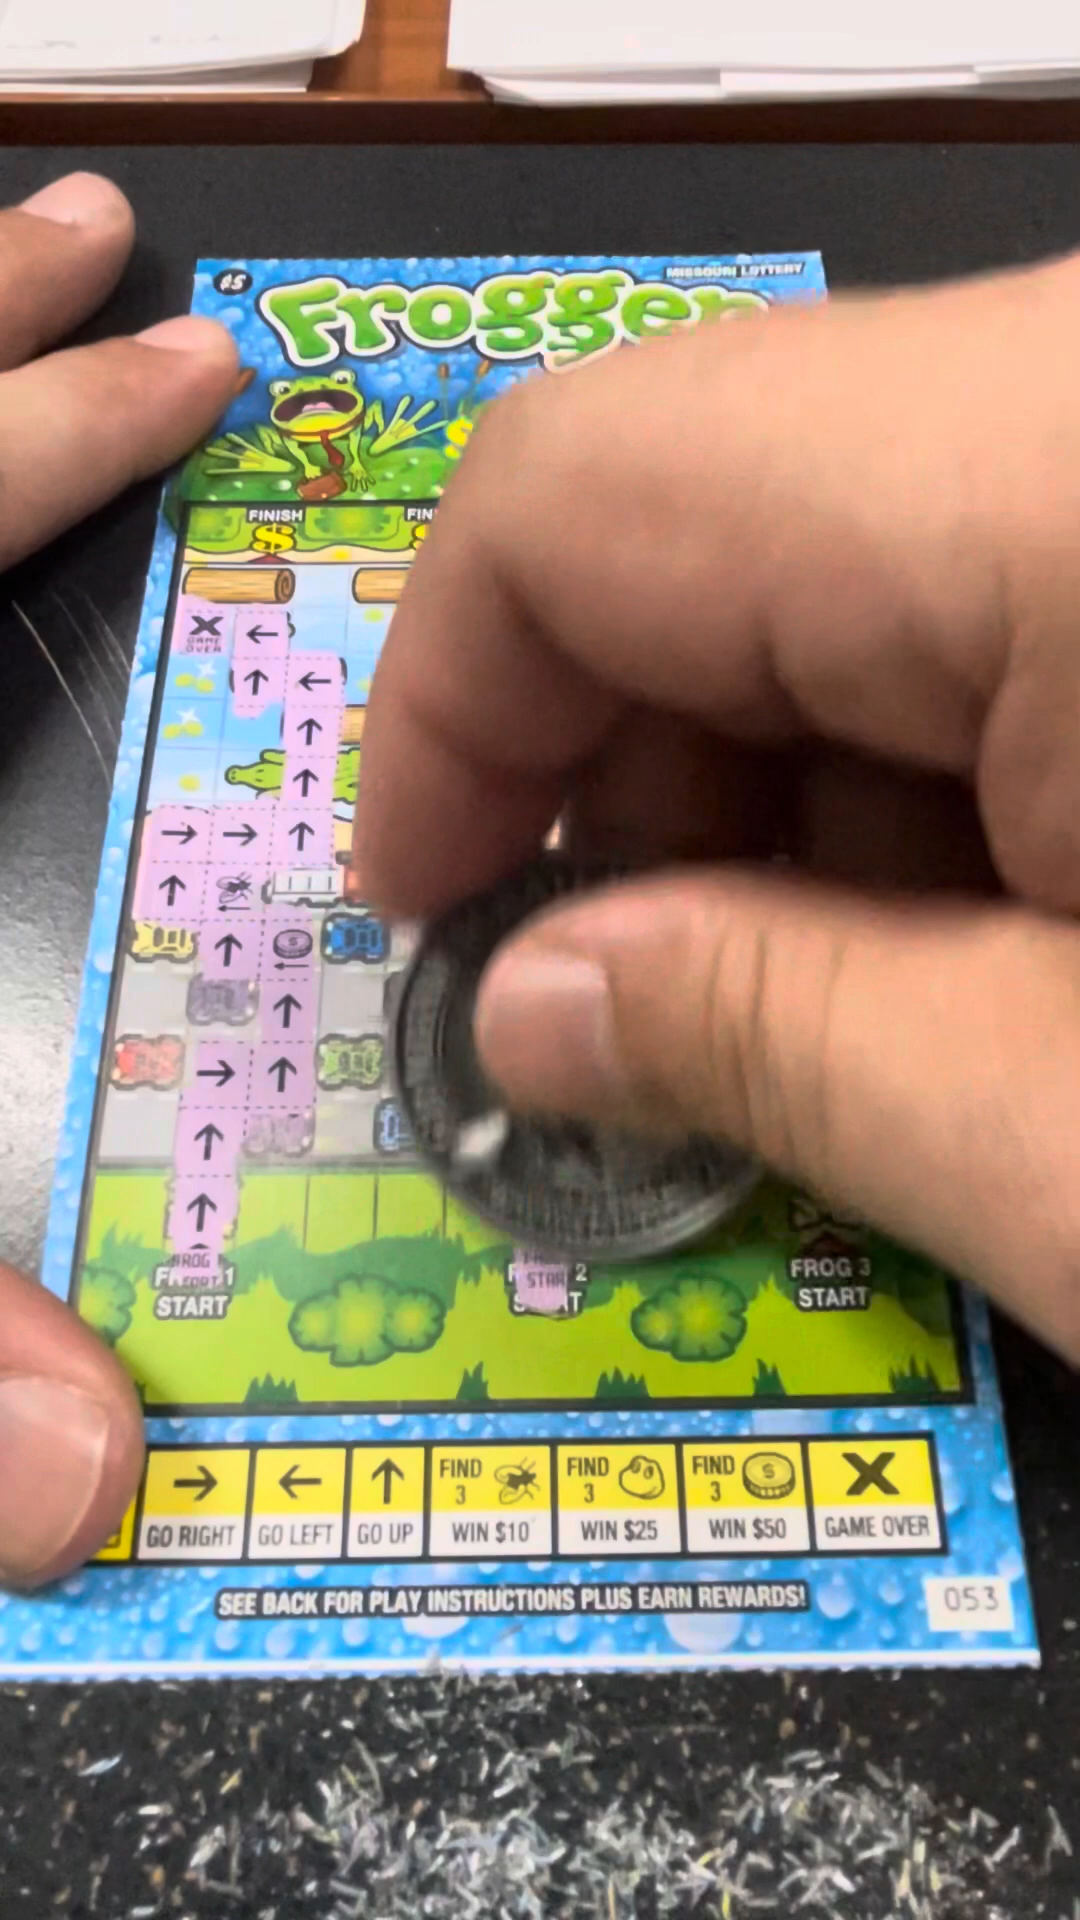 $5
MISSOURI LOTTERY
Frogger
FINISH
$
FIN
X
GAME
OVER
FROG 1
START
STAR
2
FROG 3
START
GO RIGHT
GO LEFT
GO UP
FIND
3
WIN $10
FIND
3
WIN $25
FIND
3
WIN $50
X
GAME OVER
SEE BACK FOR PLAY INSTRUCTIONS PLUS EARN REWARDS!
053